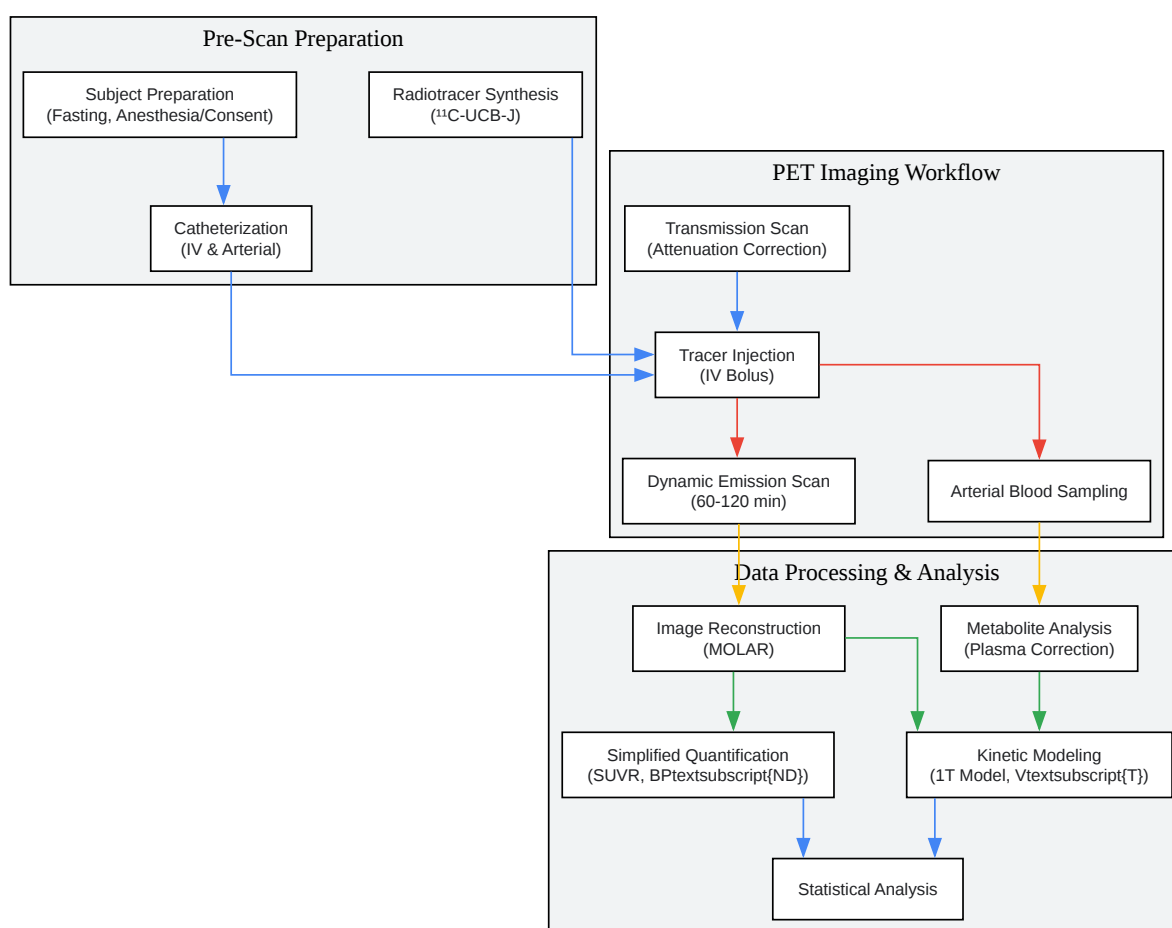 Pre-Scan Preparation
Subject Preparation
(Fasting, Anesthesia/Consent)
Radiotracer Synthesis
(¹¹C-UCB-J)
Catheterization
(IV & Arterial)
PET Imaging Workflow
Transmission Scan
(Attenuation Correction)
Tracer Injection
(IV Bolus)
Dynamic Emission Scan
(60-120 min)
Arterial Blood Sampling
Data Processing & Analysis
Image Reconstruction
(MOLAR)
Metabolite Analysis
(Plasma Correction)
Simplified Quantification
(SUVR, BPtextsubscript{ND})
Kinetic Modeling
(1T Model, Vtextsubscript{T})
Statistical Analysis